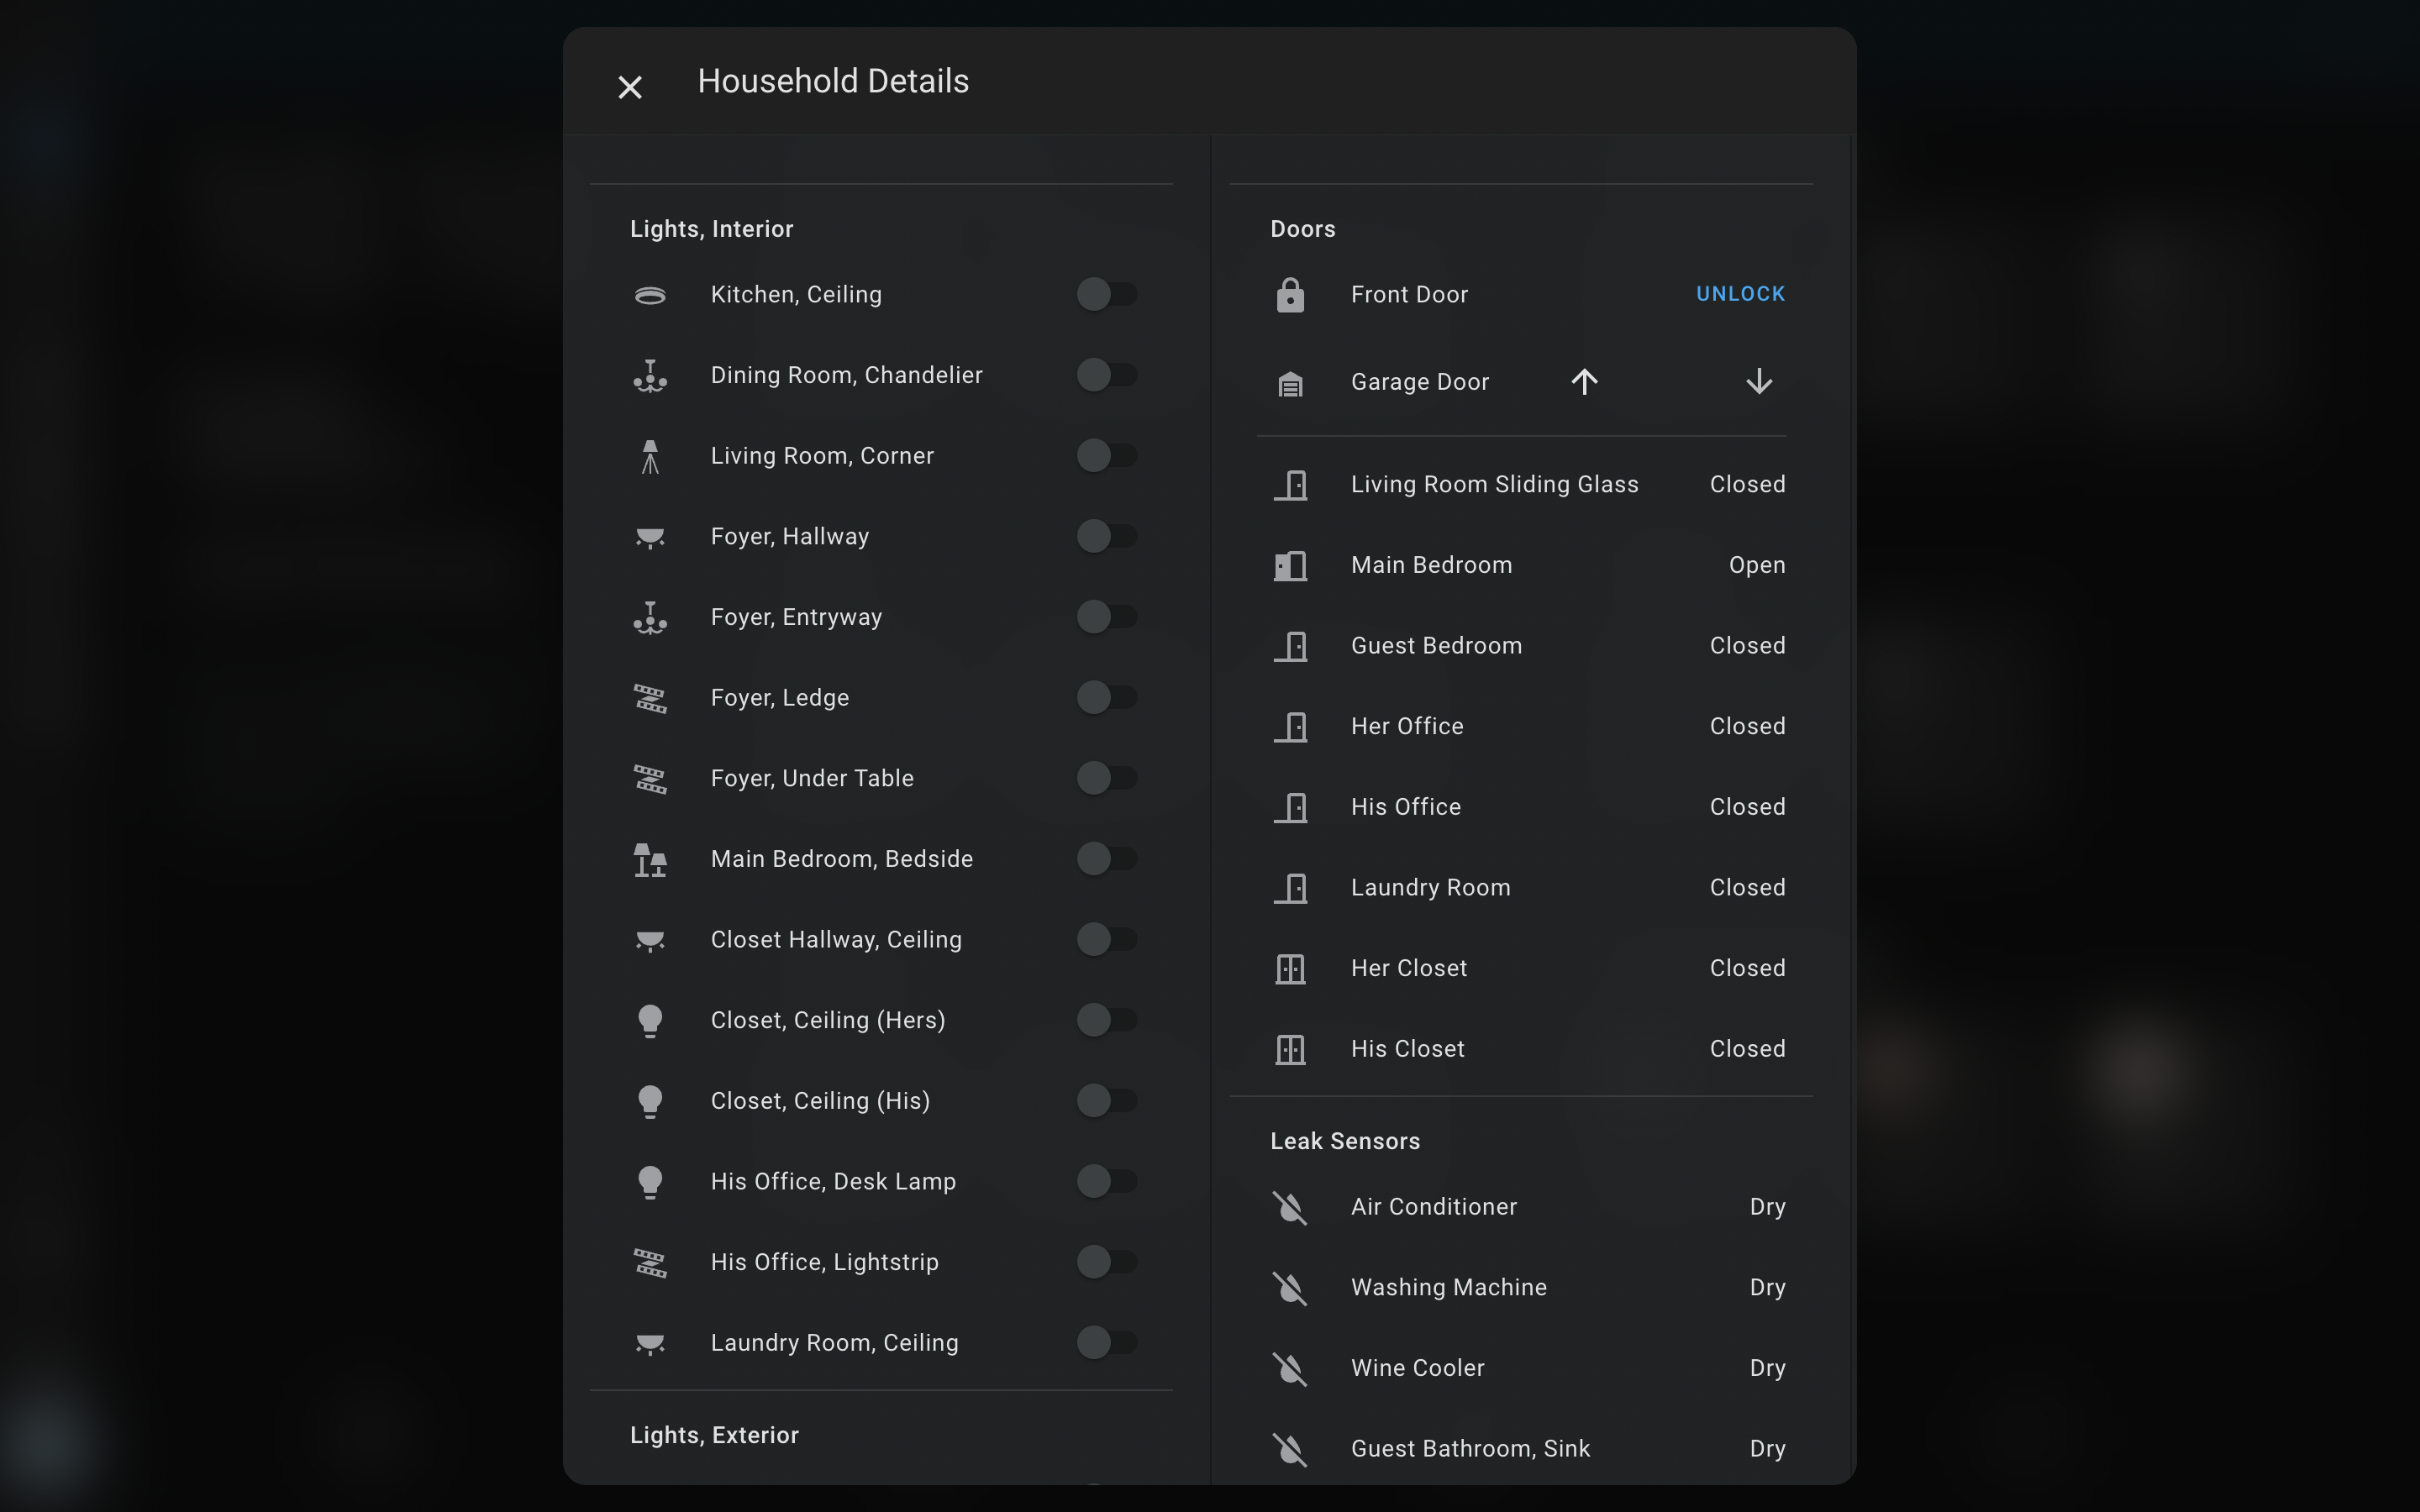 Household Details
Lights, Interior
Kitchen, Ceiling
Dining Room, Chandelier
Living Room, Corner
Foyer, Hallway
Foyer, Entryway
Foyer, Ledge
Foyer, Under Table
Main Bedroom, Bedside
Closet Hallway, Ceiling
Closet, Ceiling (Hers)
Closet, Ceiling (His)
His Office, Desk Lamp
His Office, Lightstrip
Laundry Room, Ceiling
Lights, Exterior
Doors
Front Door UNLOCK
Garage Door
Living Room Sliding Glass Closed
Main Bedroom Open
Guest Bedroom Closed
Her Office Closed
His Office Closed
Laundry Room Closed
Her Closet Closed
His Closet Closed
Leak Sensors
Air Conditioner Dry
Washing Machine Dry
Wine Cooler Dry
Guest Bathroom, Sink Dry